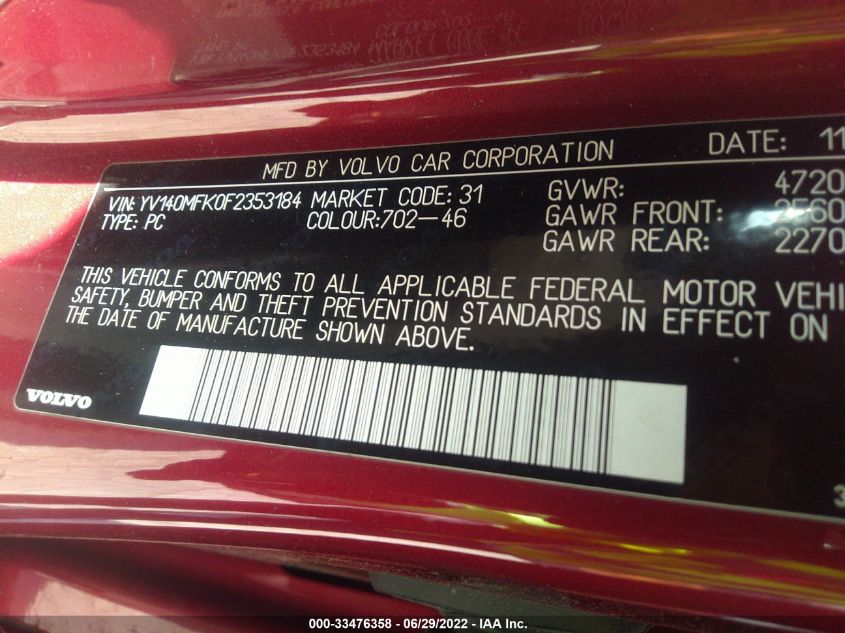 MFD BY VOLVO CAR CORPORATION DATE: 11
VIN: YV140MFK0F2353184 MARKET CODE: 31 GVWR: 4720
TYPE: PC COLOUR:702-46 GAWR FRONT: 2560
GAWR REAR: 2270
THIS VEHICLE CONFORMS TO ALL APPLICABLE FEDERAL MOTOR VEHI
SAFETY, BUMPER AND THEFT PREVENTION STANDARDS IN EFFECT ON
THE DATE OF MANUFACTURE SHOWN ABOVE.
VOLVO
3
000-33476358 - 06/29/2022 - IAA Inc.